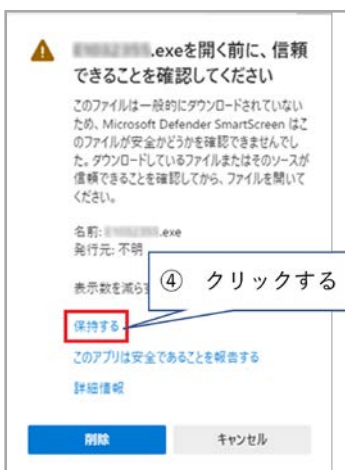 .exeを開く前に、信頼
できることを確認してください
このファイルは一般的にダウンロードされていない
ため、Microsoft Defender SmartScreen はこ
のファイルが安全かどうかを確認できませんでし
た。ダウンロードしているファイルまたはそのソースが
信頼できることを確認してから、ファイルを開いて
ください。
名前: .exe
発行元: 不明
表示数を減らす
④ クリックする
保持する
このアプリは安全であることを報告する
詳細情報
削除 キャンセル